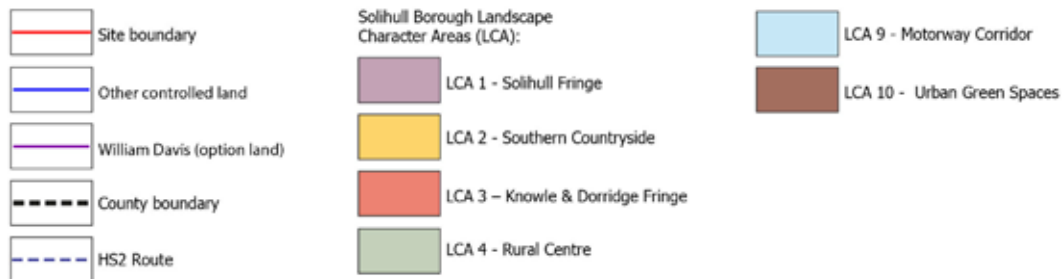 Site boundary
Other controlled land
William Davis (option land)
County boundary
HS2 Route
Solihull Borough Landscape
Character Areas (LCA):
LCA 1 - Solihull Fringe
LCA 2 - Southern Countryside
LCA 3 – Knowle & Dorridge Fringe
LCA 4 - Rural Centre
LCA 9 - Motorway Corridor
LCA 10 - Urban Green Spaces